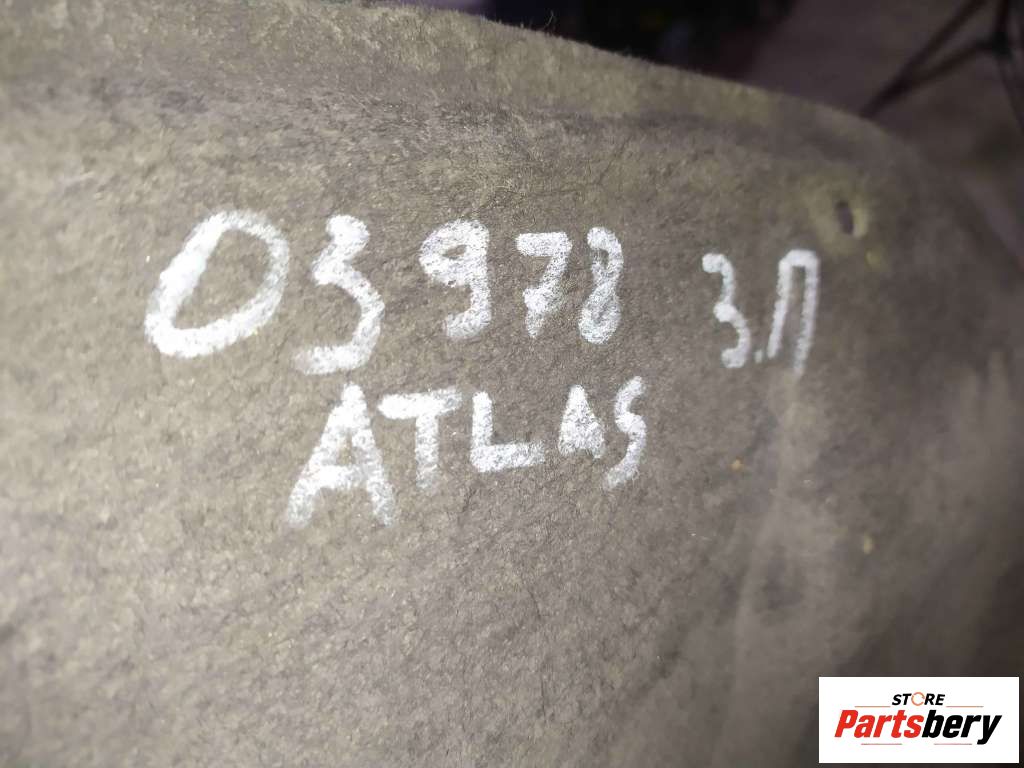 03978 З.П
ATLAS
STORE
Partsbery